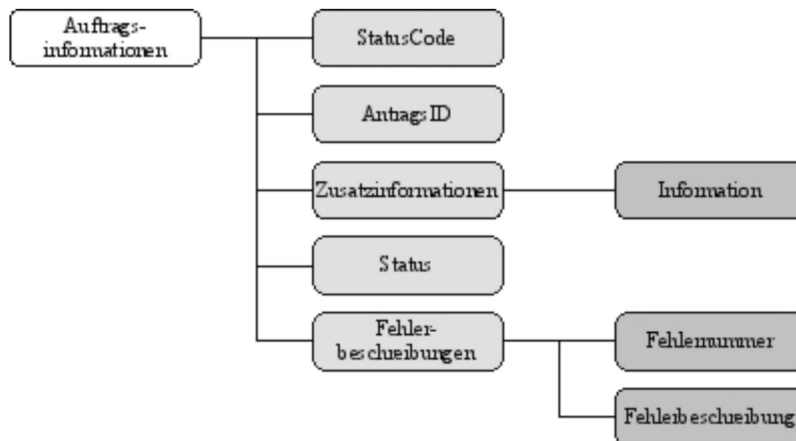 Auftrags-
informationen
StatusCode
AntragsID
Zusatzinformationen
Information
Status
Fehler-
beschreibungen
Fehlernummer
Fehlerbeschreibung